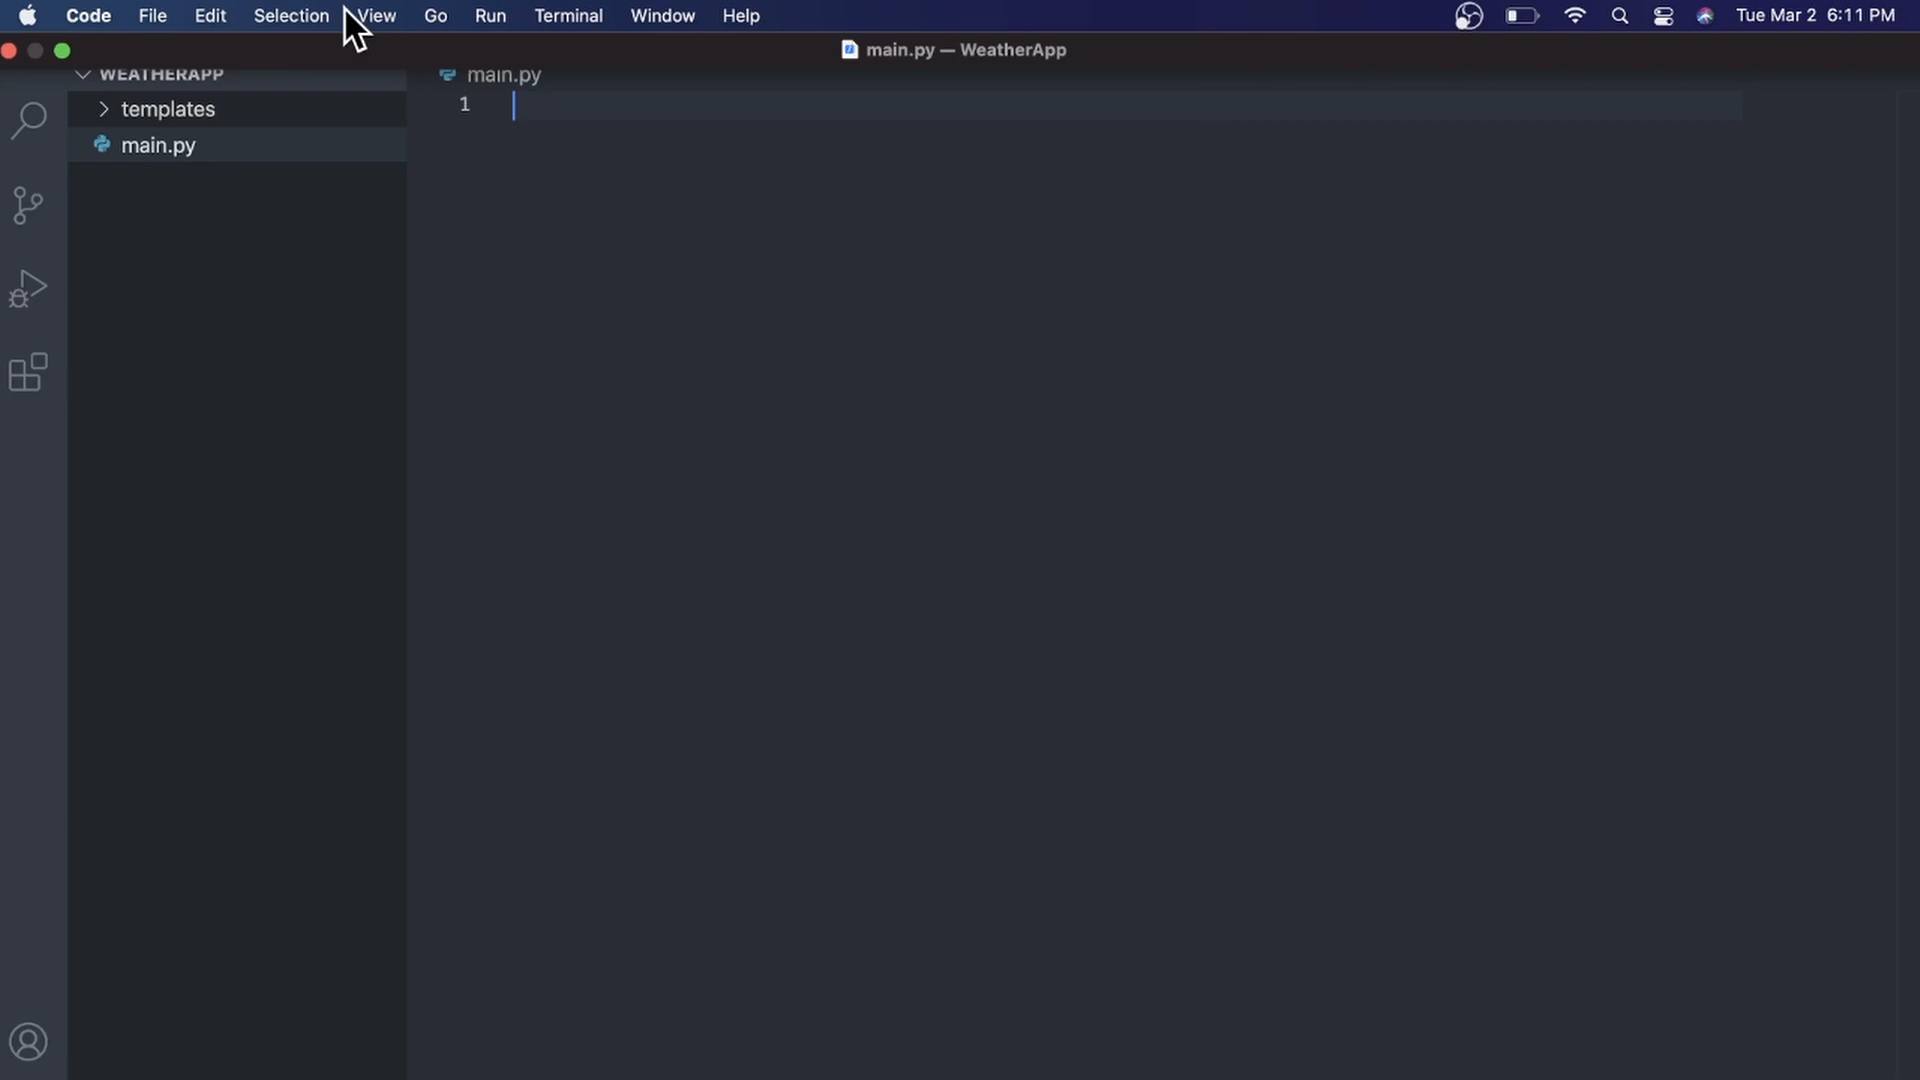 Code File Edit Selection View Go Run Terminal Window Help Tue Mar 2 6:11 PM
main.py — WeatherApp
WEATHERAPP main.py
templates 1
main.py